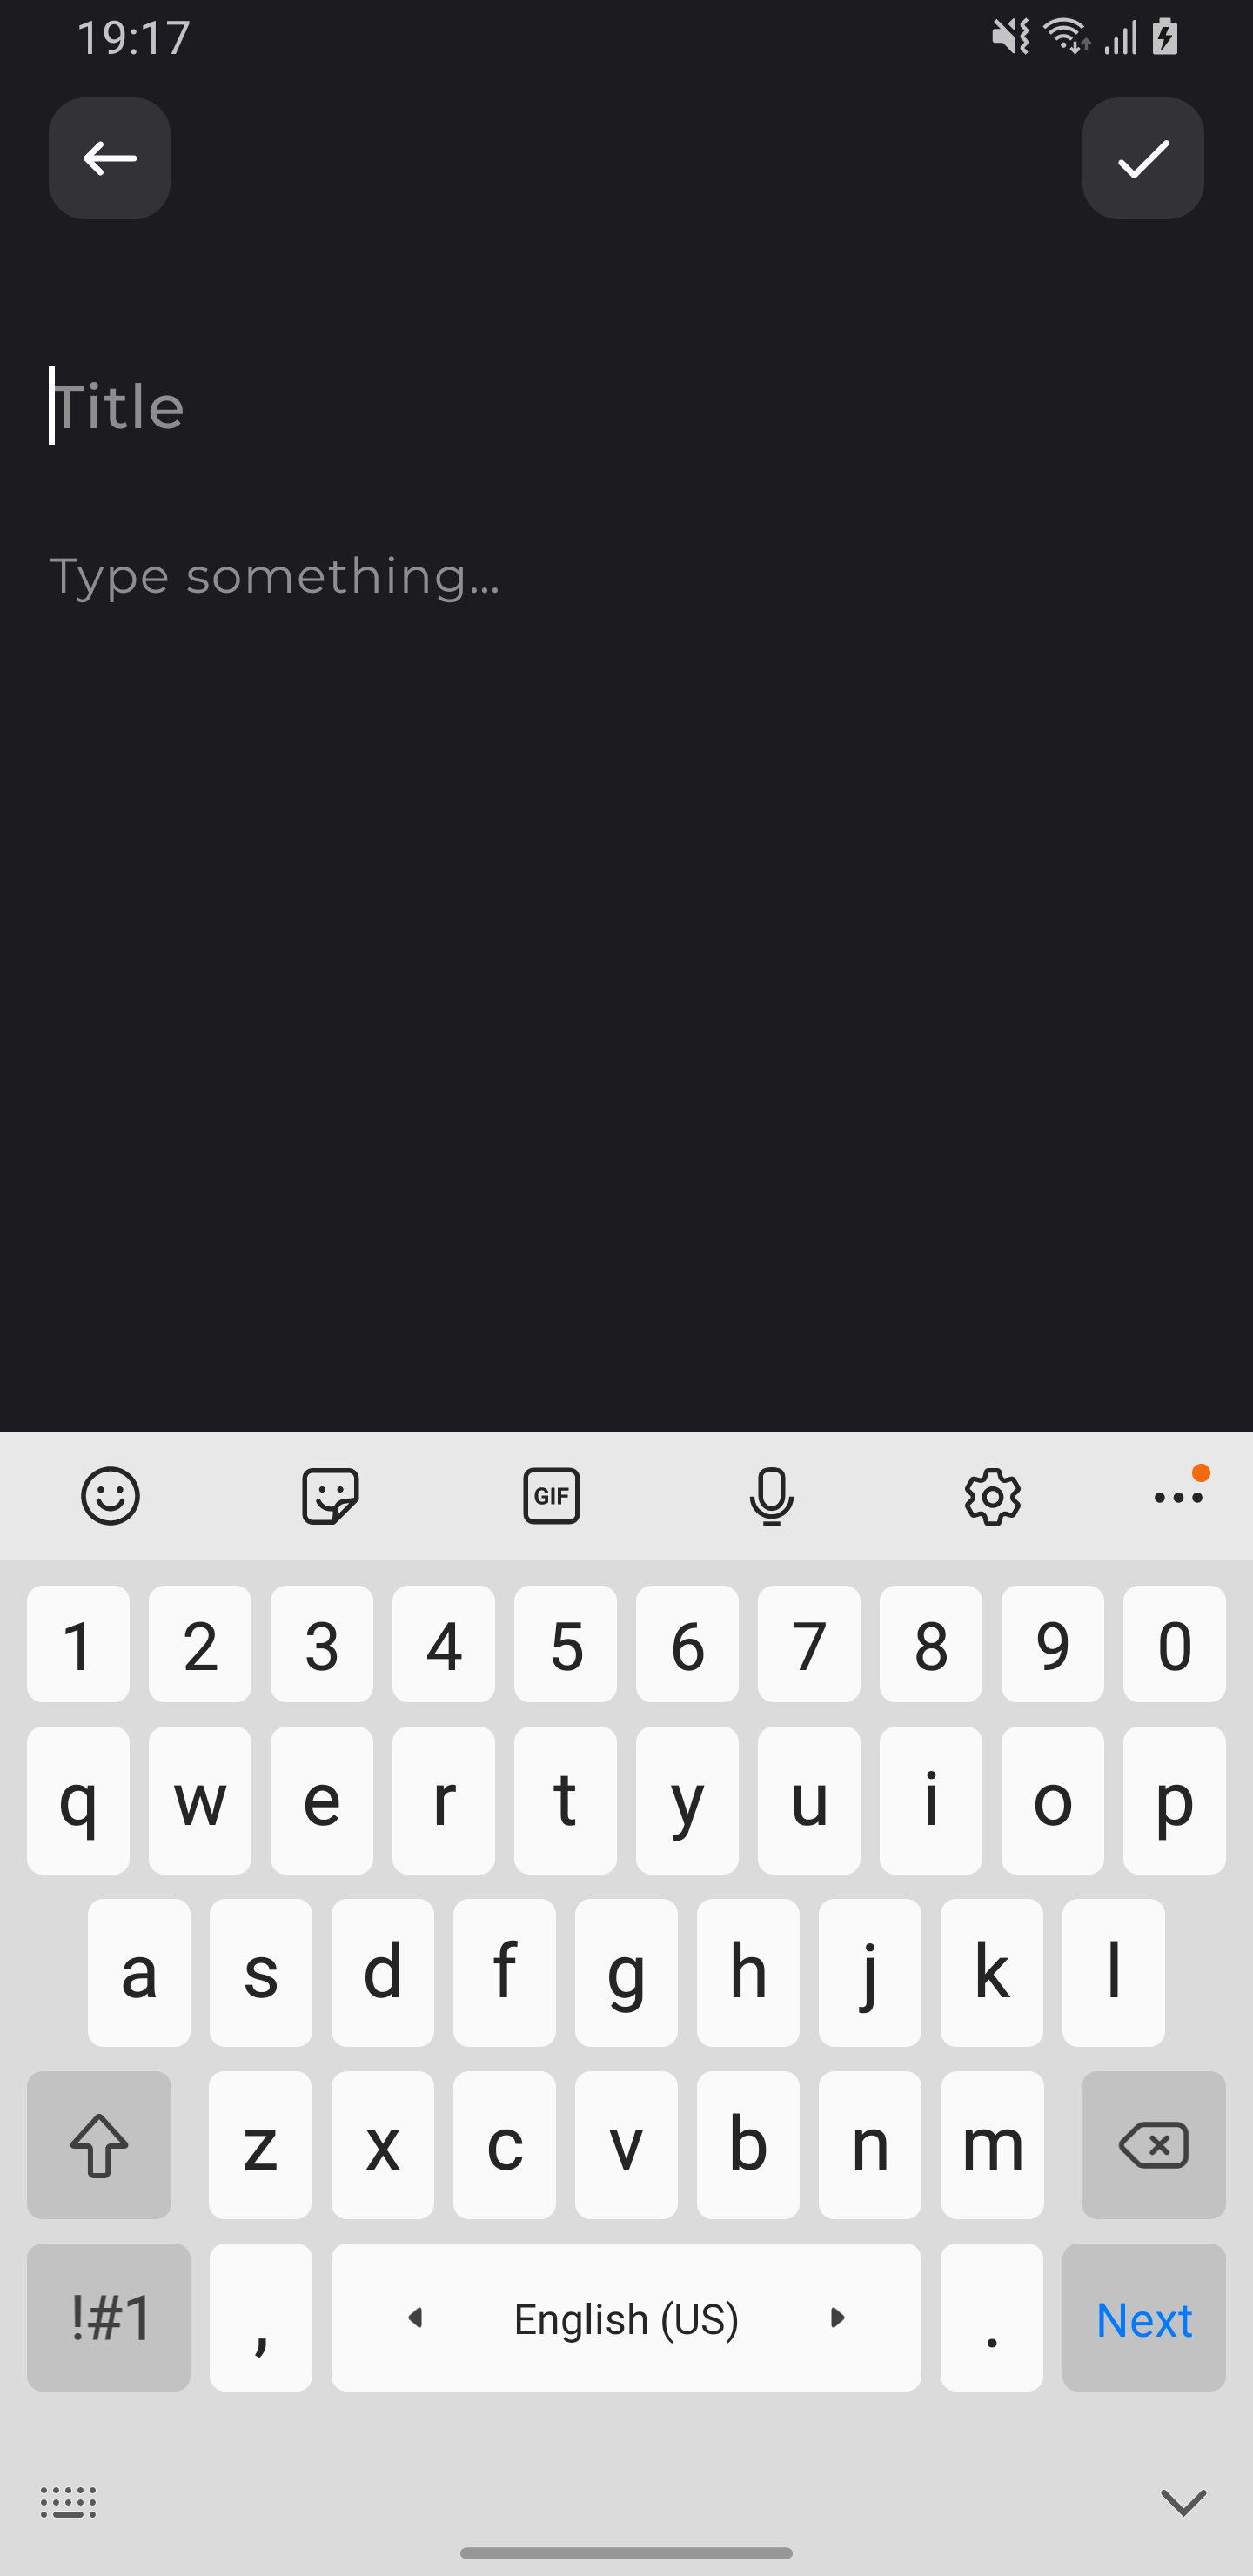 19:17
Title
Type something...
GIF
1 2 3 4 5 6 7 8 9 0
q w e r t y u i o p
a s d f g h j k l
z x c v b n m
!#1 , English (US) . Next